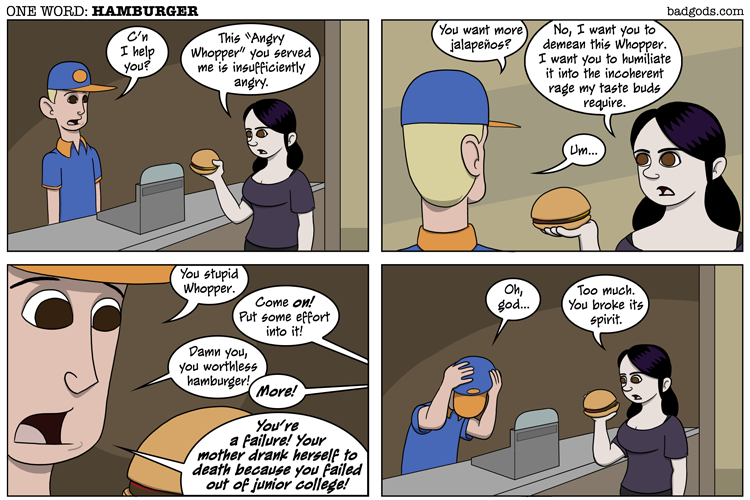 ONE WORD: HAMBURGER
badgods.com
C'n
I help
you?
This "Angry
Whopper" you served
me is insufficiently
angry.
You want more
jalapeños?
No, I want you to
demean this Whopper.
I want you to humiliate
it into the incoherent
rage my taste buds
require.
Um...
You stupid
Whopper.
Come on!
Put some effort
into it!
Damn you,
you worthless
hamburger!
More!
You're
a failure! Your
mother drank herself to
death because you failed
out of junior college!
Oh,
god...
Too much.
You broke its
spirit.